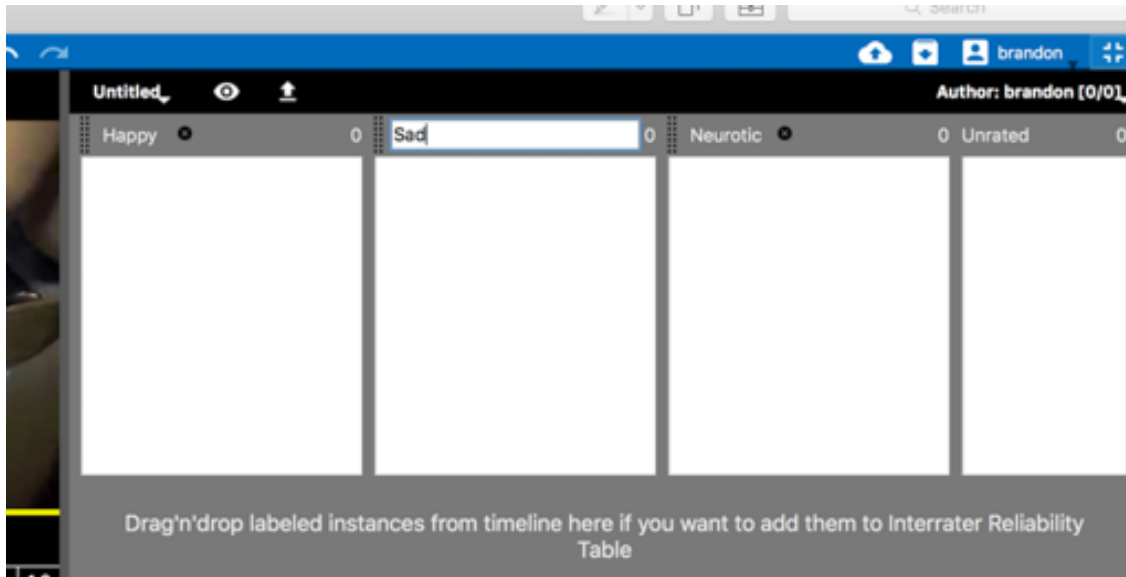 Search
brandon
Untitled
Author: brandon [0/0]
Happy 0 Sad 0 Neurotic 0 Unrated 0
Drag'n'drop labeled instances from timeline here if you want to add them to Interrater Reliability
Table